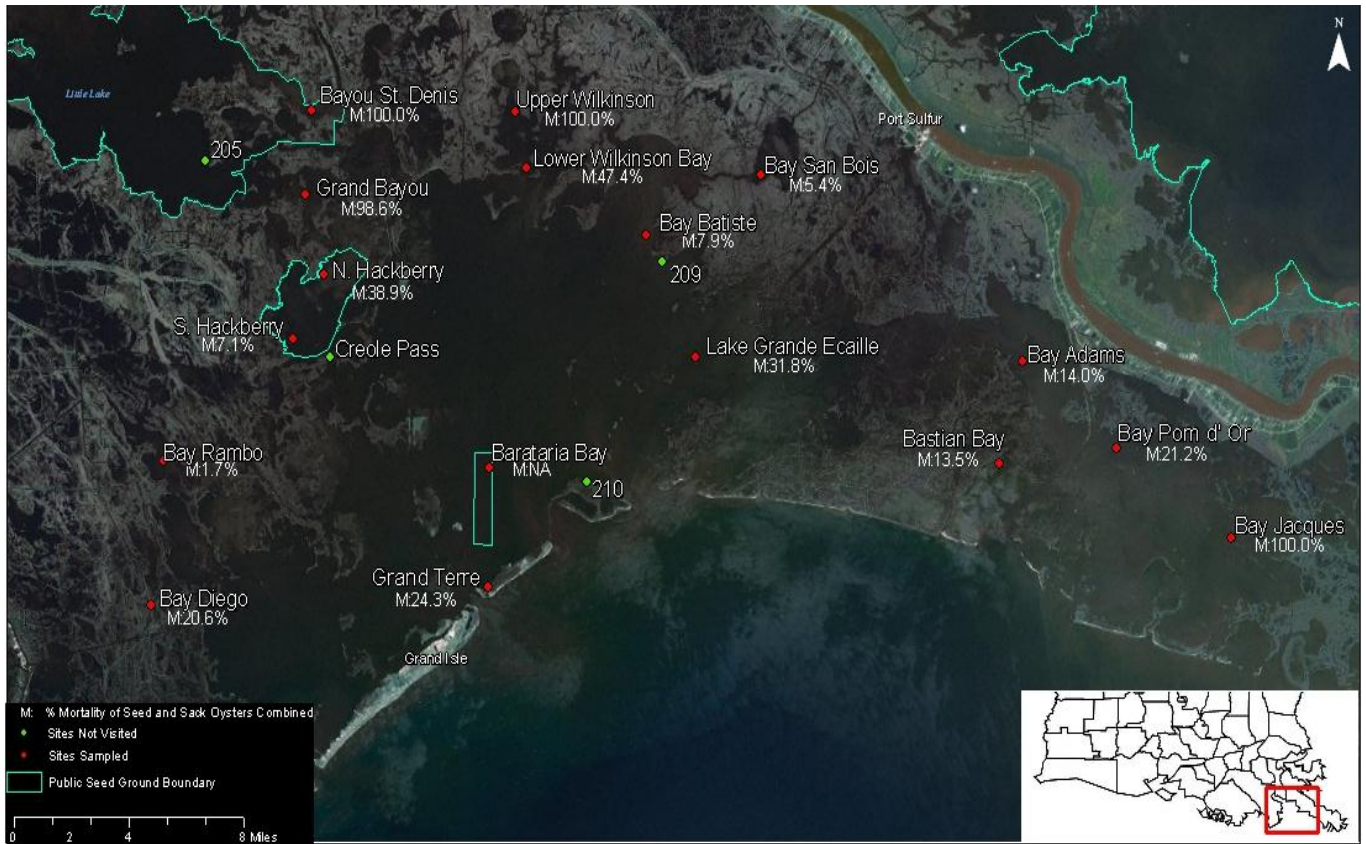 N
Little Lake
Bayou St. Denis
M:100.0%
Upper Wilkinson
M:100.0%
Port Sulfur
205
Lower Wilkinson Bay
M:47.4%
Bay San Bois
M:5.4%
Grand Bayou
M:98.6%
Bay Batiste
M:7.9%
209
N. Hackberry
M:38.9%
S. Hackberry
M:7.1%
Creole Pass
Lake Grande Ecaille
M:31.8%
Bay Adams
M:14.0%
Bay Rambo
M:1.7%
Barataria Bay
M:NA
210
Bastian Bay
M:13.5%
Bay Pom d' Or
M:21.2%
Bay Jacques
M:100.0%
Grand Terre
M:24.3%
Bay Diego
M:20.6%
Grand Isle
M: % Mortality of Seed and Sack Oysters Combined
Sites Not Visited
Sites Sampled
Public Seed Ground Boundary
0 2 4 8 Miles